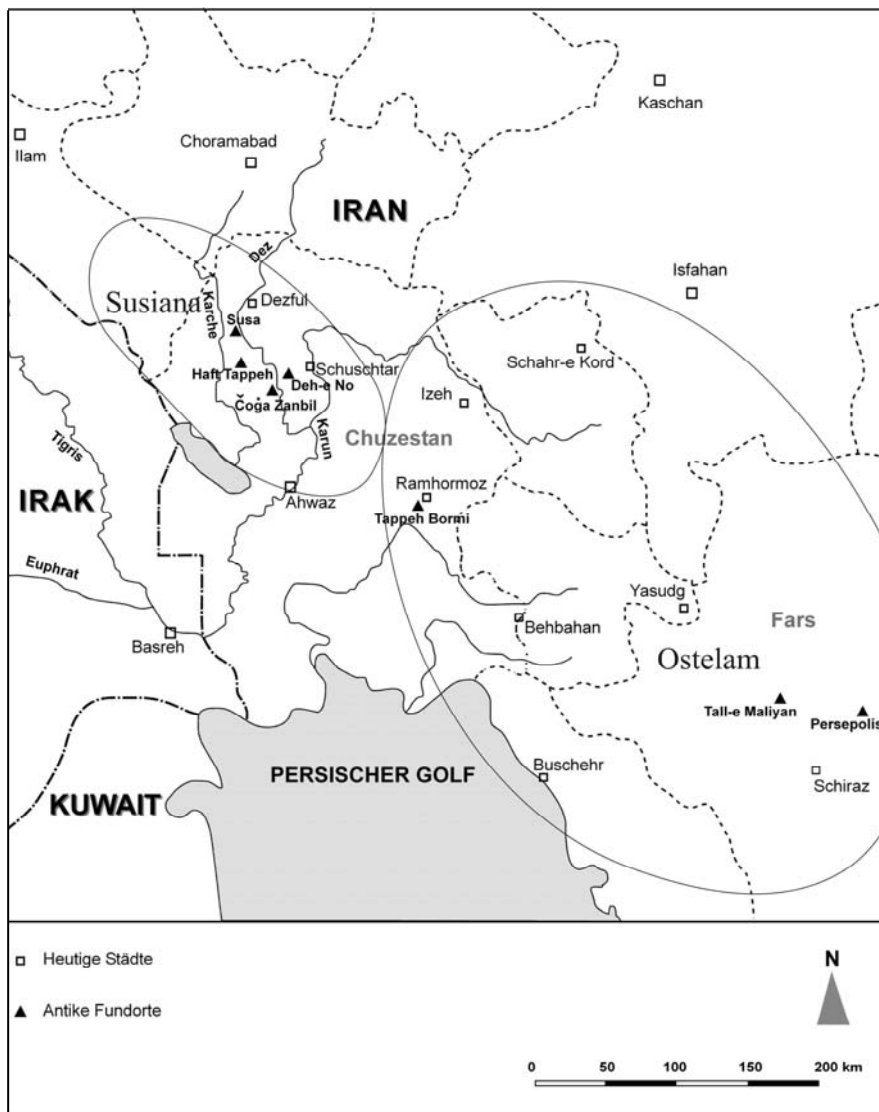 Kaschan
Ilam
Choramabad
IRAN
Dez
Isfahan
Susiana
Karche
Dezful
Susa
Schahr-e Kord
Haft Tappeh
Schuschtar
Deh-e No
Čoġa Zanbil
Izeh
Karun
Chuzestan
Tigris
IRAK
Ahwaz
Ramhormoz
Tappeh Bormi
Euphrat
Yasudg
Behbahan
Fars
Basreh
Ostelam
Tall-e Maliyan
Persepolis
PERSISCHER GOLF
Buschehr
Schiraz
KUWAIT
Heutige Städte
N
Antike Fundorte
0 50 100 150 200 km